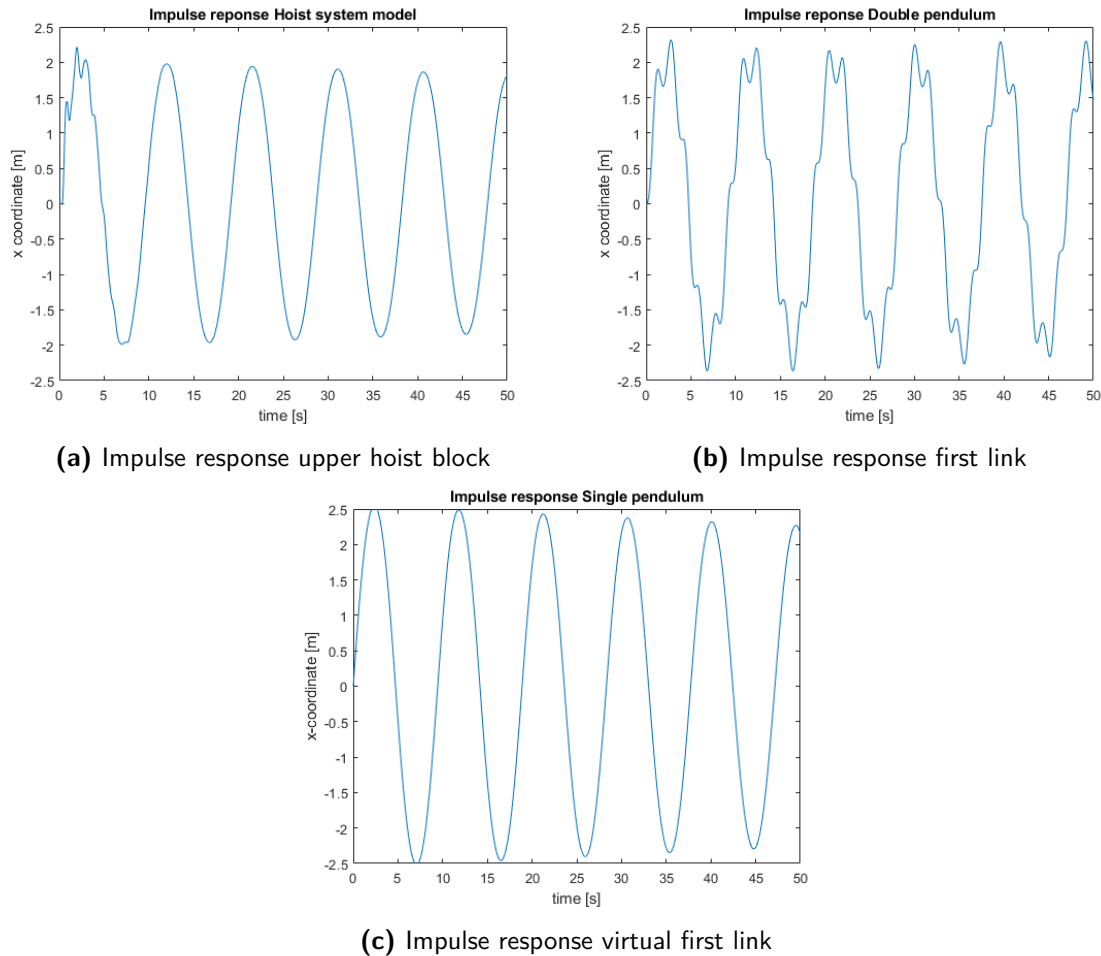 Impulse reponse Hoist system model
2.5
2
1.5
1
0.5
0
-0.5
-1
-1.5
-2
-2.5
x coordinate [m]
0 5 10 15 20 25 30 35 40 45 50
time [s]
(a) Impulse response upper hoist block
Impulse reponse Double pendulum
2.5
2
1.5
1
0.5
0
-0.5
-1
-1.5
-2
-2.5
x coordinate [m]
0 5 10 15 20 25 30 35 40 45 50
time [s]
(b) Impulse response first link
Impulse response Single pendulum
2.5
2
1.5
1
0.5
0
-0.5
-1
-1.5
-2
-2.5
x-coordinate [m]
0 5 10 15 20 25 30 35 40 45 50
time [s]
(c) Impulse response virtual first link